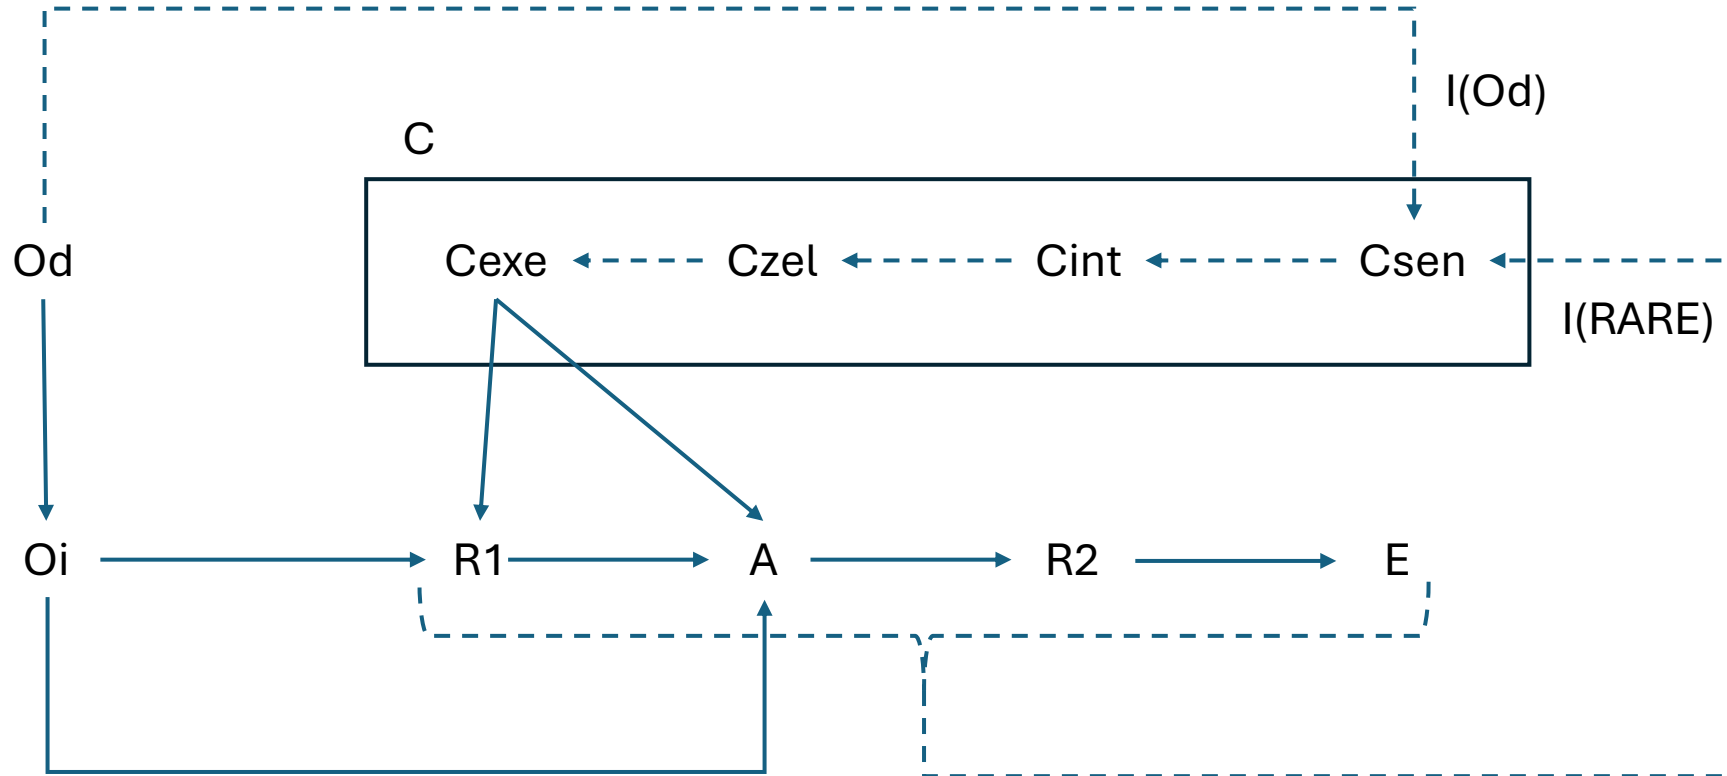 I(Od)
C
Od
Cexe
Czel
Cint
Csen
I(RARE)
Oi
R1
A
R2
E